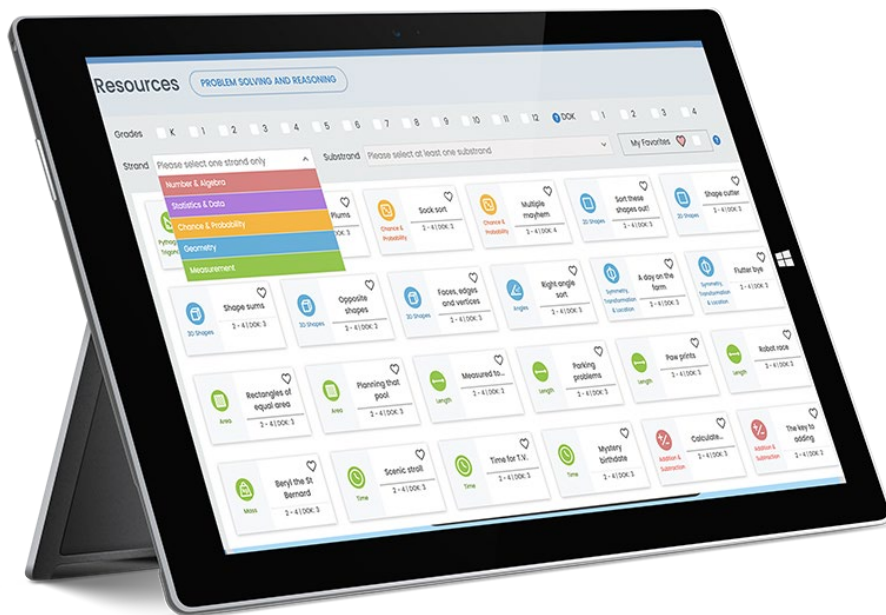 Resources PROBLEM SOLVING AND REASONING
Grades K 1 2 3 4 5 6 7 8 9 10 11 12 ? DOK 1 2 3 4
Strand Please select one strand only Substrand Please select at least one substrand My Favorites ?
Number & Algebra
Statistics & Data
Chance & Probability
Geometry
Measurement
Plums
Chance & Probability
Sock sort
2 - 4 | DOK: 3
Chance & Probability
Multiple mayhem
2 - 4 | DOK: 4
2D Shapes
Sort these shapes out!
2 - 4 | DOK: 3
2D Shapes
Shape cutter
2 - 4 | DOK: 3
3D Shapes
Shape sums
2 - 4 | DOK: 3
3D Shapes
Opposite shapes
2 - 4 | DOK: 3
3D Shapes
Faces, edges and vertices
2 - 4 | DOK: 3
Angles
Right angle sort
2 - 4 | DOK: 3
Symmetry, Transformation & Location
A day on the farm
2 - 4 | DOK: 3
Symmetry, Transformation & Location
Flutter bye
2 - 4 | DOK: 3
Area
Rectangles of equal area
2 - 4 | DOK: 3
Area
Planning that pool
2 - 4 | DOK: 3
Length
Measured to...
2 - 4 | DOK: 3
Length
Parking problems
2 - 4 | DOK: 3
Length
Paw prints
2 - 4 | DOK: 3
Length
Robot race
2 - 4 | DOK: 3
Mass
Beryl the St Bernard
2 - 4 | DOK: 3
Time
Scenic stroll
2 - 4 | DOK: 3
Time
Time for T.V.
2 - 4 | DOK: 3
Time
Mystery birthdate
2 - 4 | DOK: 3
Addition & Subtraction
Calculate...
2 - 4 | DOK: 3
Addition & Subtraction
The key to adding
2 - 4 | DOK: 3